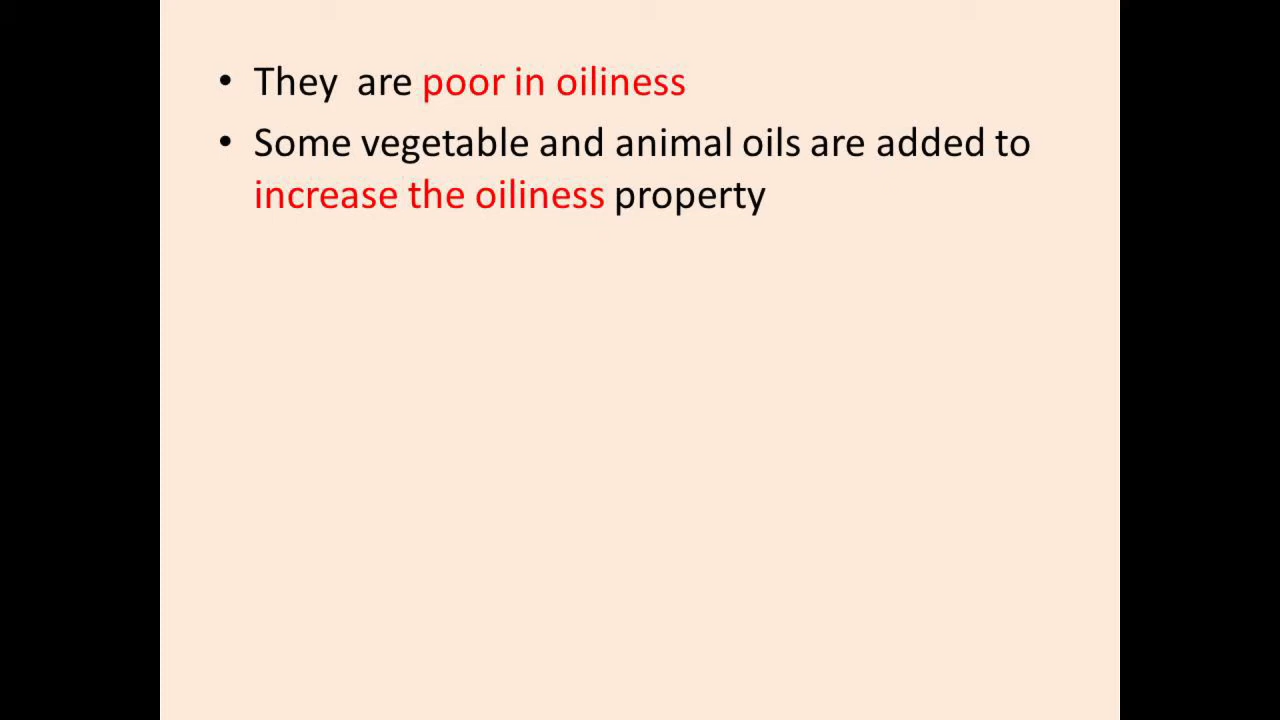 • They  are poor in oiliness
• Some vegetable and animal oils are added to
increase the oiliness property